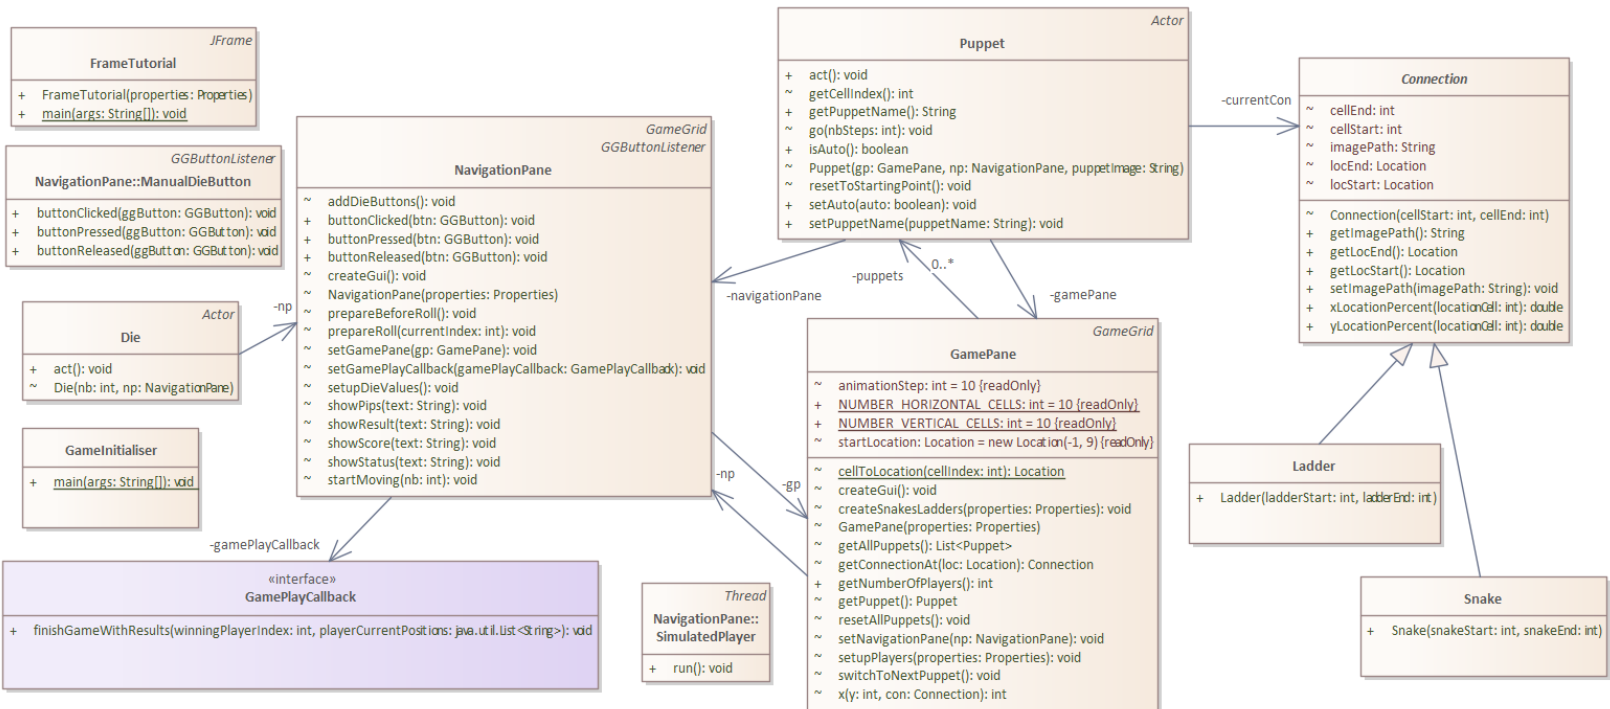 JFrame
FrameTutorial
+ FrameTutorial(properties: Properties)
+ main(args: String[]): void
GGButtonListener
NavigationPane::ManualDieButton
+ buttonClicked(ggButton: GGButton): void
+ buttonPressed(ggButton: GGButton): void
+ buttonReleased(ggButton: GGButton): void
Actor
Die
+ act(): void
~ Die(nb: int, np: NavigationPane)
GameInitialiser
+ main(args: String[]): void
-np
GameGrid
GGButtonListener
NavigationPane
~ addDieButtons(): void
+ buttonClicked(btn: GGButton): void
+ buttonPressed(btn: GGButton): void
+ buttonReleased(btn: GGButton): void
~ createGui(): void
~ NavigationPane(properties: Properties)
~ prepareBeforeRoll(): void
~ prepareRoll(currentIndex: int): void
~ setGamePane(gp: GamePane): void
~ setGamePlayCallback(gamePlayCallback: GamePlayCallback): void
~ setupDieValues(): void
~ showPips(text: String): void
~ showResult(text: String): void
~ showScore(text: String): void
~ showStatus(text: String): void
~ startMoving(nb: int): void
-gamePlayCallback
«interface»
GamePlayCallback
+ finishGameWithResults(winningPlayerIndex: int, playerCurrentPositions: java.util.List<String>): void
Thread
NavigationPane::
SimulatedPlayer
+ run(): void
Actor
Puppet
+ act(): void
~ getCellIndex(): int
+ getPuppetName(): String
~ go(nbSteps: int): void
+ isAuto(): boolean
~ Puppet(gp: GamePane, np: NavigationPane, puppetImage: String)
~ resetToStartingPoint(): void
+ setAuto(auto: boolean): void
+ setPuppetName(puppetName: String): void
-navigationPane
-puppets
0..*
-gamePane
-currentCon
-np
-gp
GameGrid
GamePane
~ animationStep: int = 10 {readOnly}
+ NUMBER_HORIZONTAL_CELLS: int = 10 {readOnly}
+ NUMBER_VERTICAL_CELLS: int = 10 {readOnly}
~ startLocation: Location = new Location(-1, 9) {readOnly}
~ cellToLocation(cellIndex: int): Location
~ createGui(): void
~ createSnakesLadders(properties: Properties): void
~ GamePane(properties: Properties)
~ getAllPuppets(): List<Puppet>
~ getConnectionAt(loc: Location): Connection
+ getNumberOfPlayers(): int
~ getPuppet(): Puppet
~ resetAllPuppets(): void
~ setNavigationPane(np: NavigationPane): void
~ setupPlayers(properties: Properties): void
~ switchToNextPuppet(): void
~ x(y: int, con: Connection): int
Connection
~ cellEnd: int
~ cellStart: int
~ imagePath: String
~ locEnd: Location
~ locStart: Location
~ Connection(cellStart: int, cellEnd: int)
+ getImagePath(): String
+ getLocEnd(): Location
+ getLocStart(): Location
+ setImagePath(imagePath: String): void
+ xLocationPercent(locationCell: int): double
+ yLocationPercent(locationCell: int): double
Ladder
+ Ladder(ladderStart: int, ladderEnd: int)
Snake
+ Snake(snakeStart: int, snakeEnd: int)